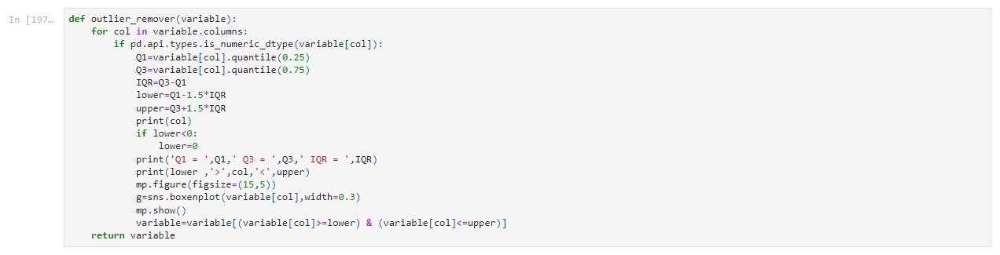 In [197…
def outlier_remover(variable):
    for col in variable.columns:
        if pd.api.types.is_numeric_dtype(variable[col]):
            Q1=variable[col].quantile(0.25)
            Q3=variable[col].quantile(0.75)
            IQR=Q3-Q1
            lower=Q1-1.5*IQR
            upper=Q3+1.5*IQR
            print(col)
            if lower<0:
                lower=0
            print('Q1 = ',Q1,' Q3 = ',Q3,' IQR = ',IQR)
            print(lower ,'>',col,'<',upper)
            mp.figure(figsize=(15,5))
            g=sns.boxenplot(variable[col],width=0.3)
            mp.show()
            variable=variable[(variable[col]>=lower) & (variable[col]<=upper)]
    return variable